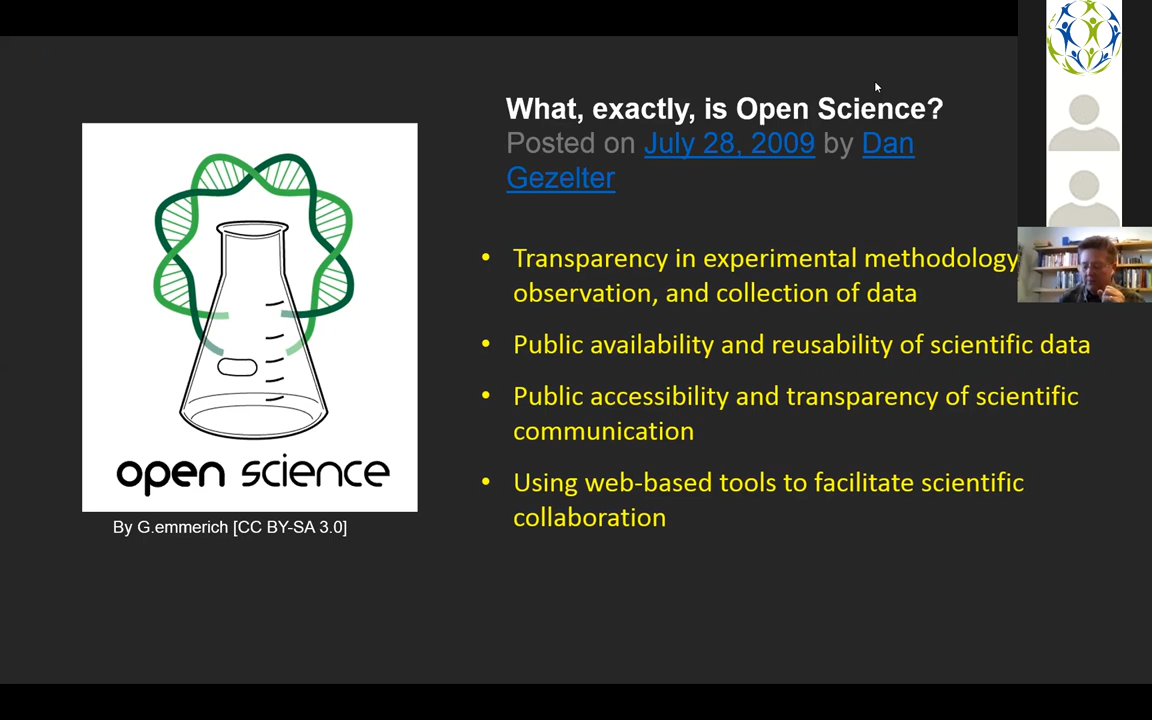 What, exactly, is Open Science?
Posted on July 28, 2009 by Dan
Gezelter
• Transparency in experimental methodology
observation, and collection of data
• Public availability and reusability of scientific data
• Public accessibility and transparency of scientific
communication
• Using web-based tools to facilitate scientific
collaboration
open science
By G.emmerich [CC BY-SA 3.0]